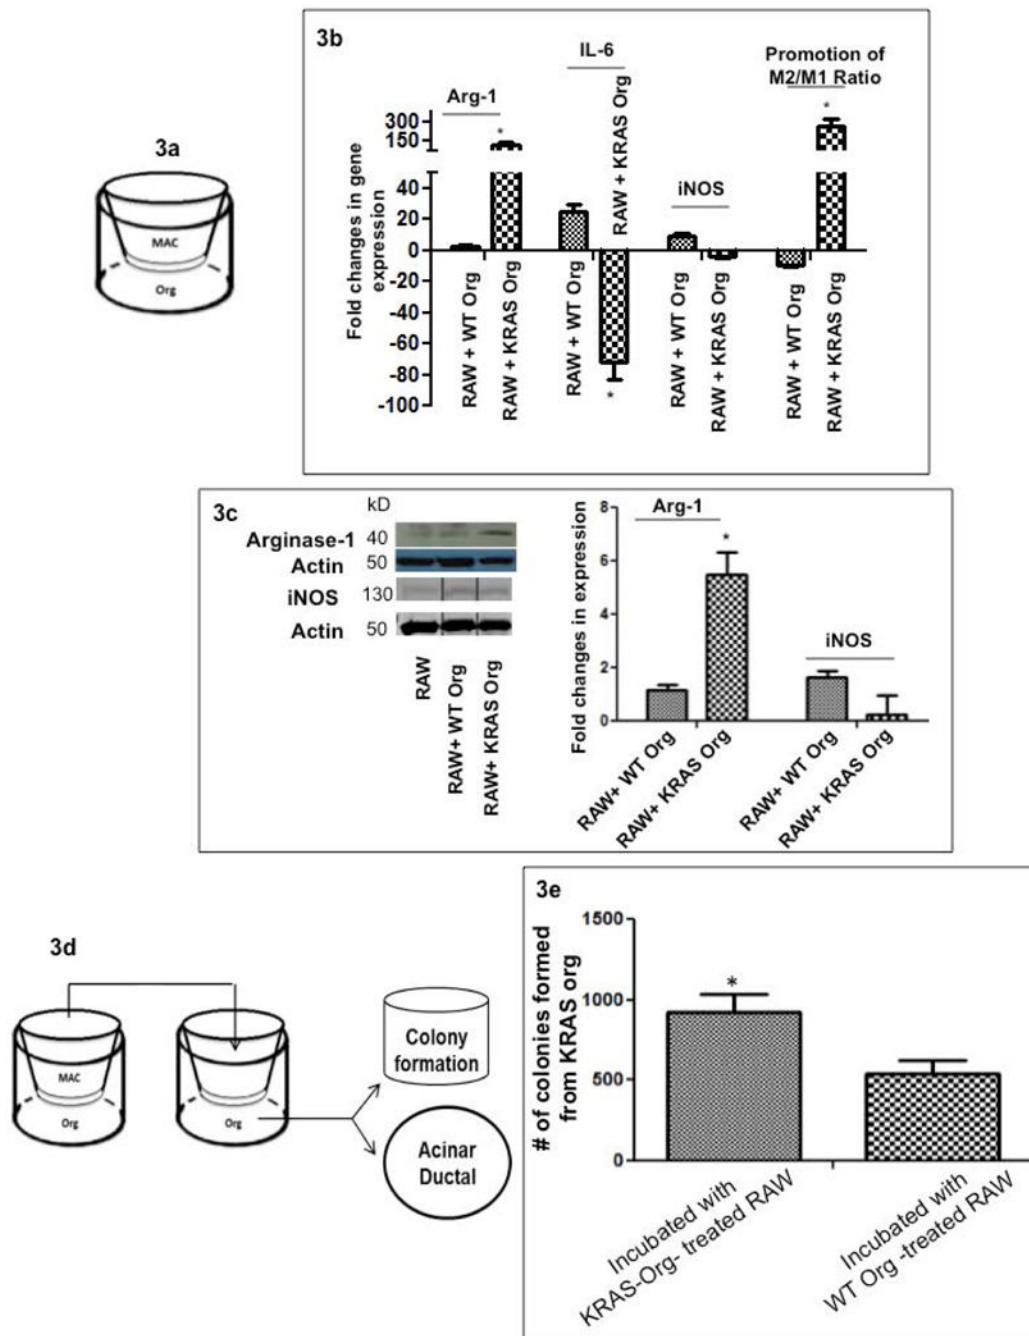 3a
MAC
Org
3b
Fold changes in gene
expression
300
150
40
20
0
-20
-40
-60
-80
-100
Arg-1
*
IL-6
*
iNOS
Promotion of
M2/M1 Ratio
*
RAW + WT Org
RAW + KRAS Org
RAW + WT Org
RAW + KRAS Org
RAW + WT Org
RAW + KRAS Org
RAW + WT Org
RAW + KRAS Org
3c
kD
Arginase-1 40
Actin 50
iNOS 130
Actin 50
RAW
RAW+ WT Org
RAW+ KRAS Org
Fold changes in expression
8
6
4
2
0
Arg-1
*
iNOS
RAW+ WT Org
RAW+ KRAS Org
RAW+ WT Org
RAW+ KRAS Org
3d
MAC
Org
Org
Colony
formation
Acinar
Ductal
3e
# of colonies formed
from KRAS org
1500
1000
500
0
*
Incubated with
KRAS-Org- treated RAW
Incubated with
WT Org -treated RAW